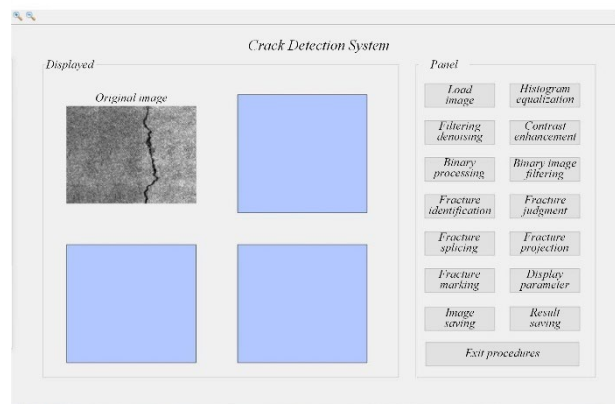 Crack Detection System
Displayed
Panel
Original image
Load
image
Histogram
equalization
Filtering
denoising
Contrast
enhancement
Binary
processing
Binary image
filtering
Fracture
identification
Fracture
judgment
Fracture
splicing
Fracture
projection
Fracture
marking
Display
parameter
Image
saving
Result
saving
Exit procedures